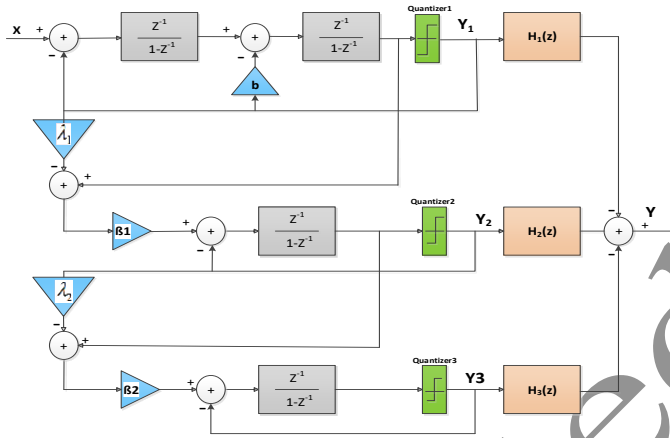 Quantizer1
X + Z⁻¹ + Z⁻¹ Y₁ H₁(z)
+ 1-Z⁻¹ + 1-Z⁻¹
− − b
λ₁
− −
+ + Y
Quantizer2 + +
ß1 + Z⁻¹ Y₂ H₂(z)
+ 1-Z⁻¹
− −
λ₂
−
+ +
Quantizer3
ß2 + Z⁻¹ Y3 H₃(z)
+ 1-Z⁻¹
−